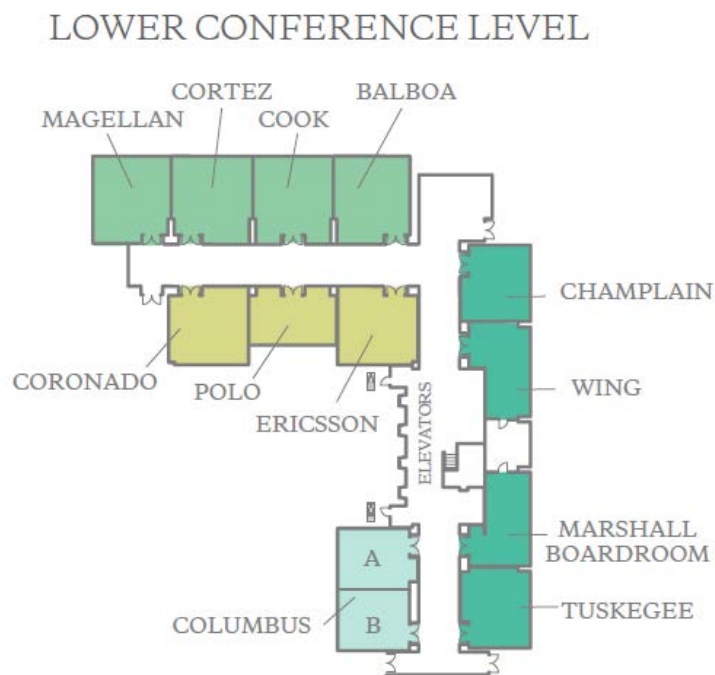 LOWER CONFERENCE LEVEL
CORTEZ
BALBOA
MAGELLAN
COOK
CHAMPLAIN
CORONADO
POLO
WING
ERICSSON
ELEVATORS
MARSHALL
BOARDROOM
A
COLUMBUS
B
TUSKEGEE